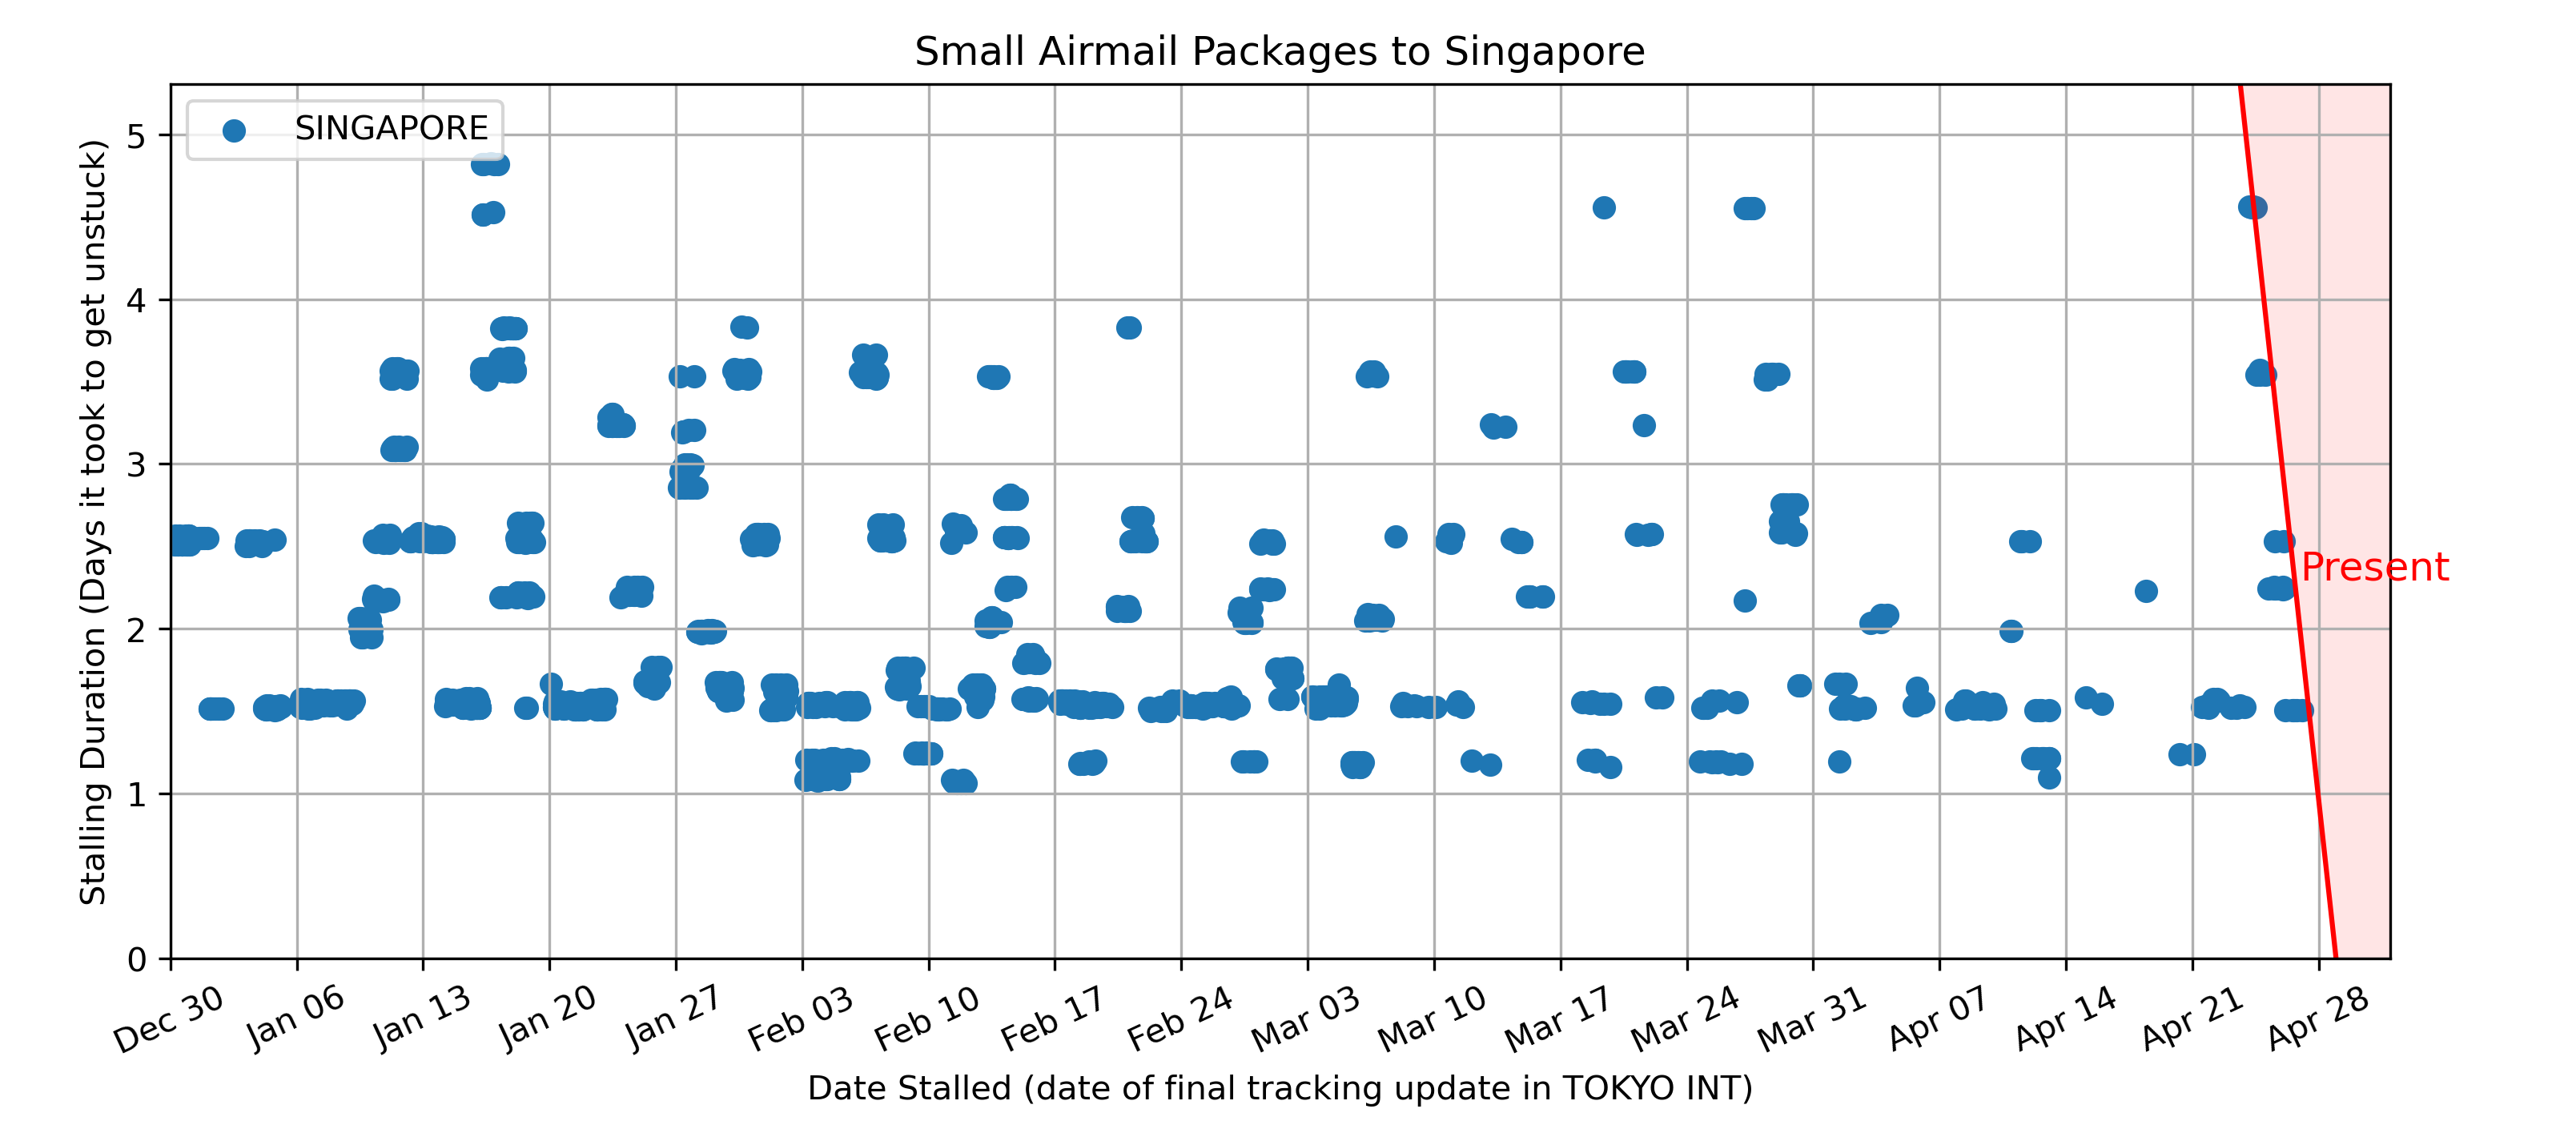 Small Airmail Packages to Singapore
SINGAPORE
Stalling Duration (Days it took to get unstuck)
5
4
3
2
1
0
Present
Dec 30
Jan 06
Jan 13
Jan 20
Jan 27
Feb 03
Feb 10
Feb 17
Feb 24
Mar 03
Mar 10
Mar 17
Mar 24
Mar 31
Apr 07
Apr 14
Apr 21
Apr 28
Date Stalled (date of final tracking update in TOKYO INT)